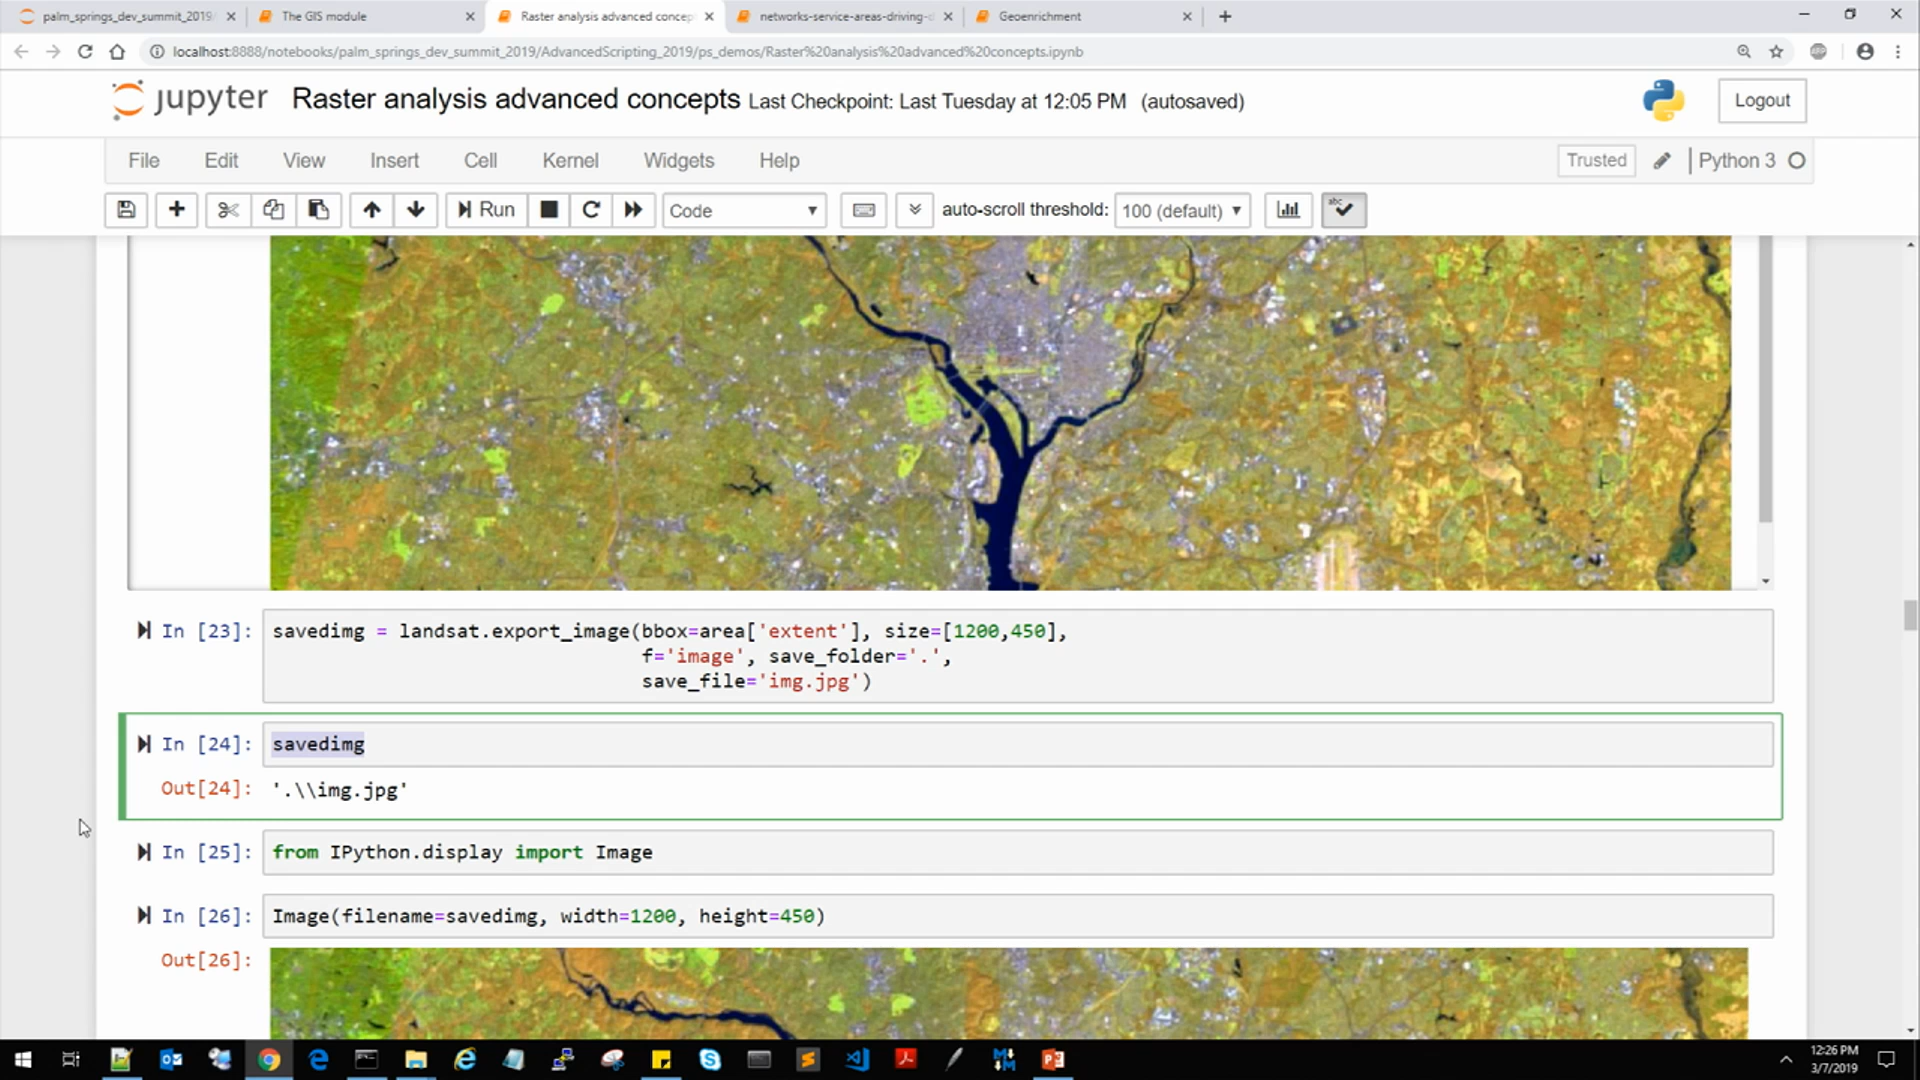 palm_springs_dev_summit_2019/
The GIS module
Raster analysis advanced concep
networks-service-areas-driving-d
Geoenrichment
localhost:8888/notebooks/palm_springs_dev_summit_2019/AdvancedScripting_2019/ps_demos/Raster%20analysis%20advanced%20concepts.ipynb
jupyter Raster analysis advanced concepts Last Checkpoint: Last Tuesday at 12:05 PM (autosaved)
Logout
File Edit View Insert Cell Kernel Widgets Help
Trusted Python 3
Run Code auto-scroll threshold: 100 (default) abc
In [23]: savedimg = landsat.export_image(bbox=area['extent'], size=[1200,450],
f='image', save_folder='.',
save_file='img.jpg')
In [24]: savedimg
Out[24]: '.\\img.jpg'
In [25]: from IPython.display import Image
In [26]: Image(filename=savedimg, width=1200, height=450)
Out[26]:
12:26 PM
3/7/2019